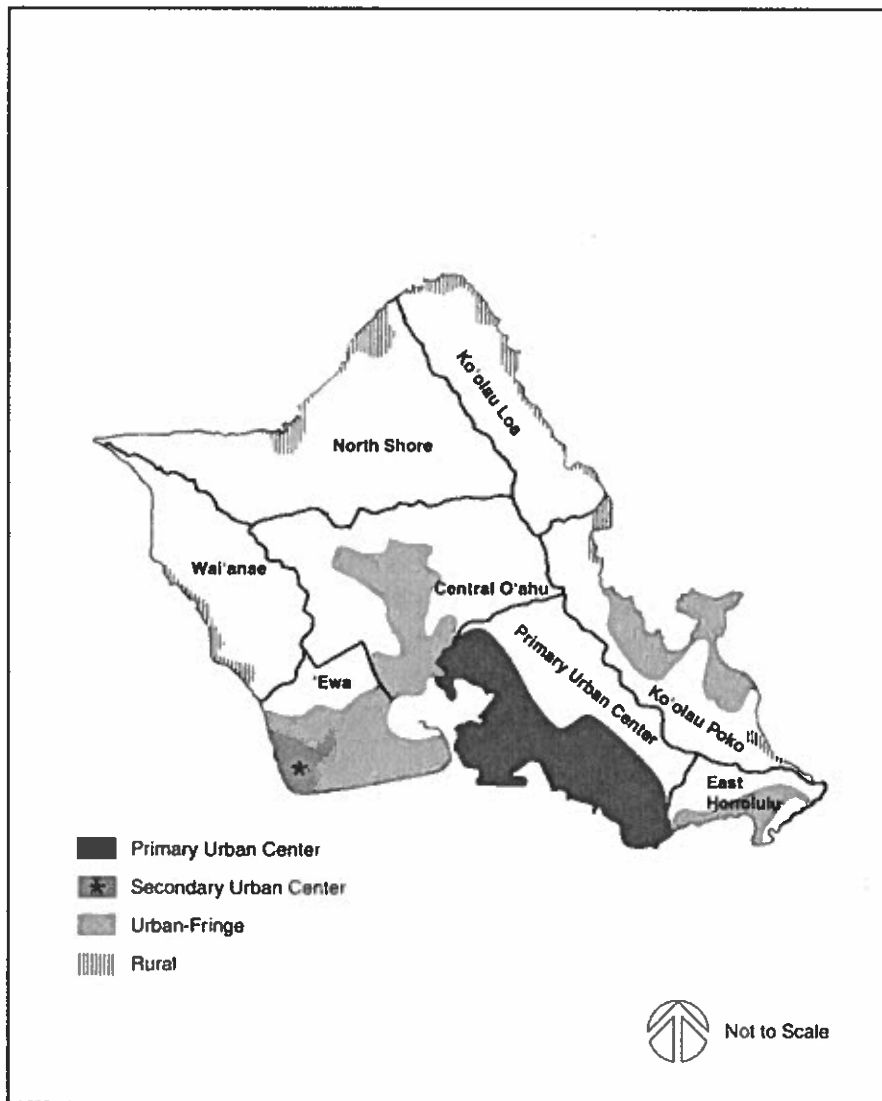 Ko'olau Loa
North Shore
Wai'anae
Central O'ahu
Primary Urban Center
'Ewa
Ko'olau Poko
East
Honolulu
Primary Urban Center
Secondary Urban Center
Urban-Fringe
Rural
Not to Scale